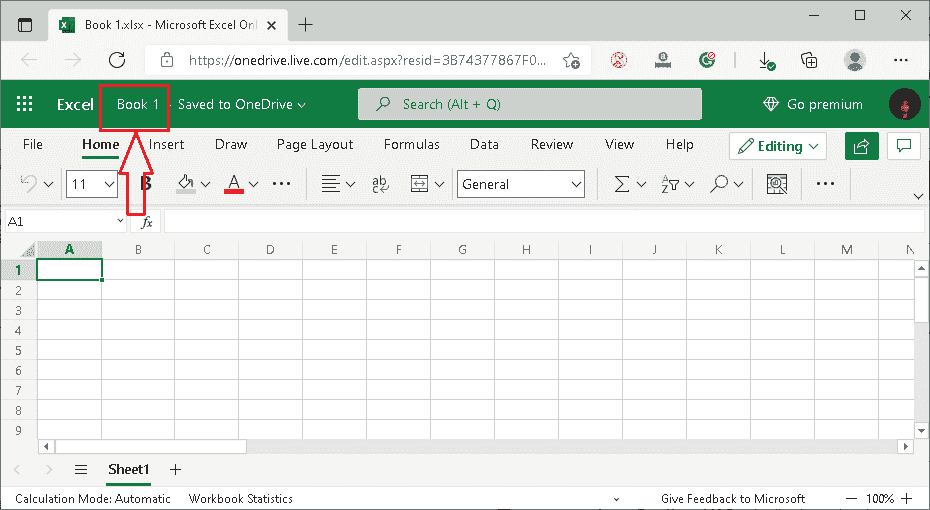 Book 1.xlsx - Microsoft Excel Onl
https://onedrive.live.com/edit.aspx?resid=3B74377867F0...
Excel Book 1 - Saved to OneDrive Search (Alt + Q) Go premium
File Home Insert Draw Page Layout Formulas Data Review View Help Editing
11 B A ab c General Σ A Z
A1 fx
A B C D E F G H I J K L M N
1
2
3
4
5
6
7
8
9
Sheet1
Calculation Mode: Automatic Workbook Statistics Give Feedback to Microsoft 100%